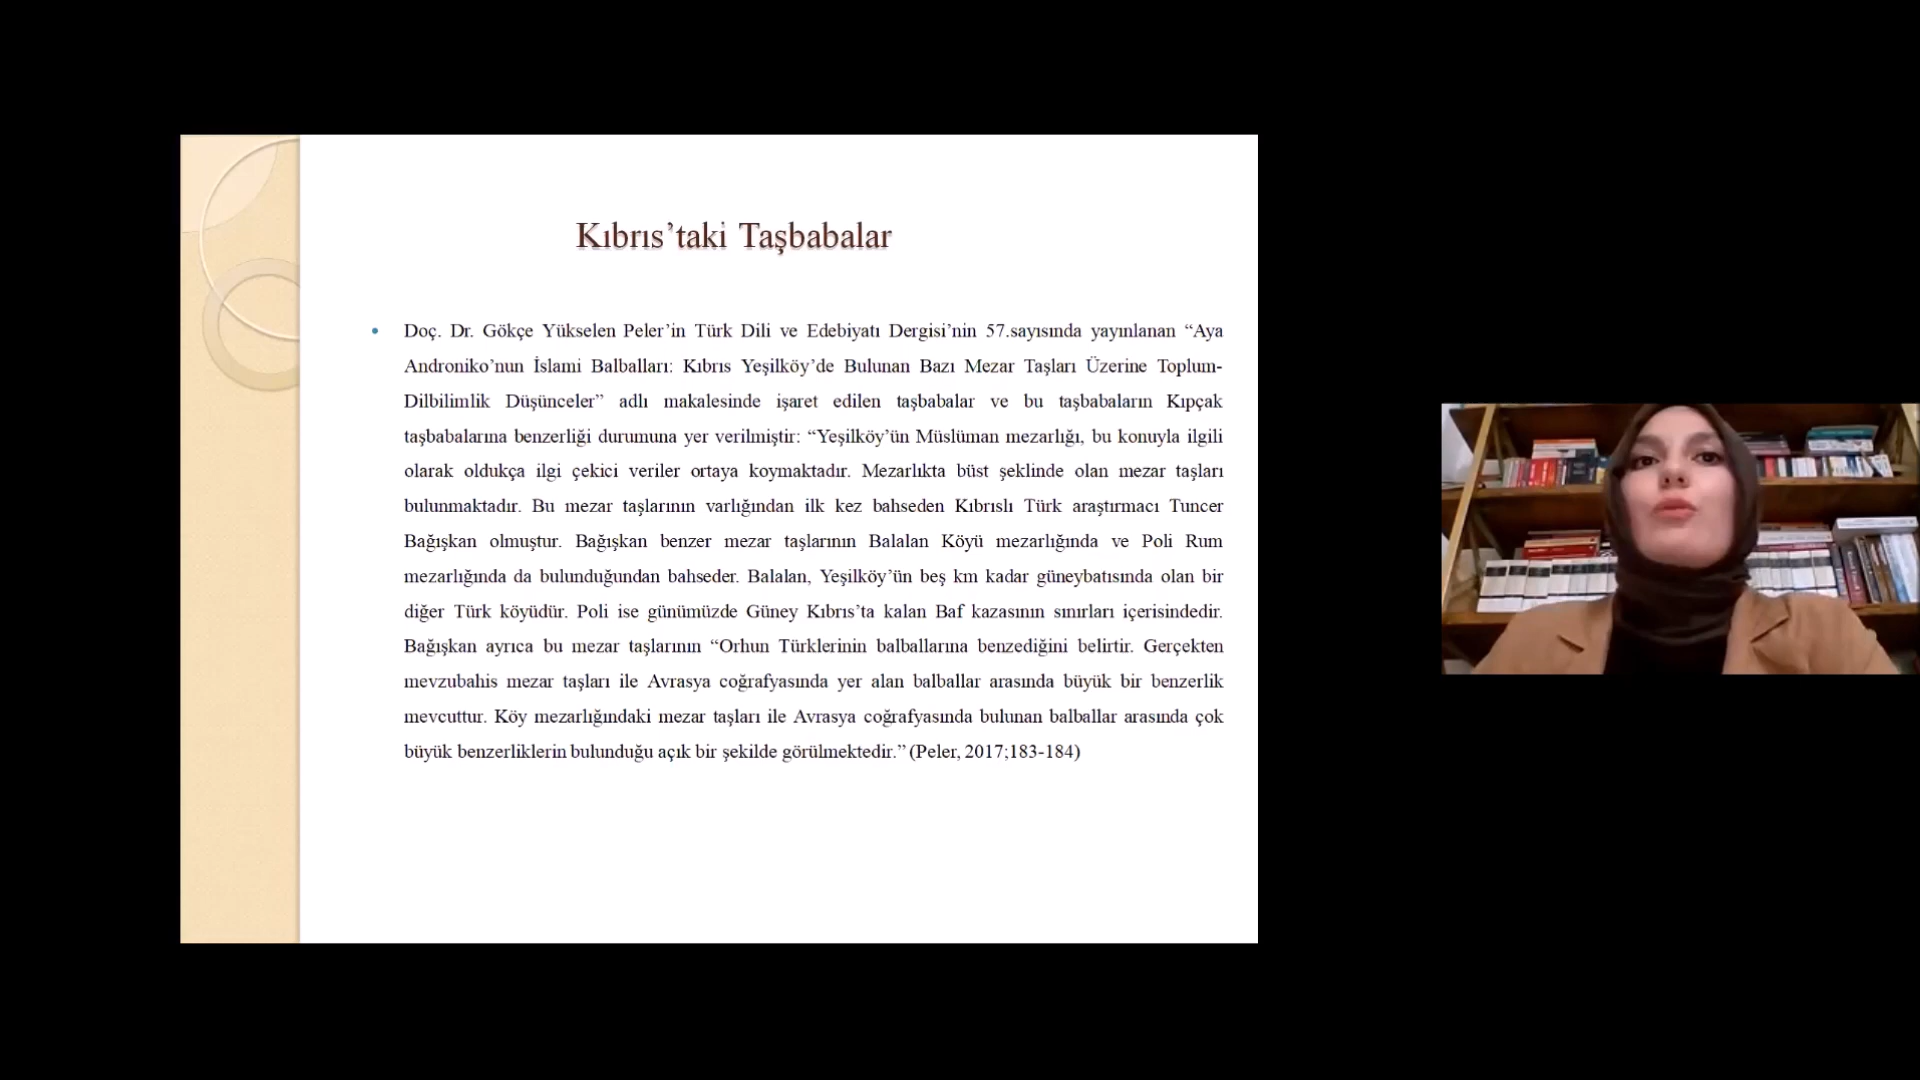 Kıbrıs’taki Taşbabalar
• Doç. Dr. Gökçe Yükselen Peler’in Türk Dili ve Edebiyatı Dergisi’nin 57.sayısında yayınlanan “Aya
Androniko’nun İslami Balbalları: Kıbrıs Yeşilköy’de Bulunan Bazı Mezar Taşları Üzerine Toplum-
Dilbilimlik Düşünceler” adlı makalesinde işaret edilen taşbabalar ve bu taşbabaların Kıpçak
taşbabalarına benzerliği durumuna yer verilmiştir: “Yeşilköy’ün Müslüman mezarlığı, bu konuyla ilgili
olarak oldukça ilgi çekici veriler ortaya koymaktadır. Mezarlıkta büst şeklinde olan mezar taşları
bulunmaktadır. Bu mezar taşlarının varlığından ilk kez bahseden Kıbrıslı Türk araştırmacı Tuncer
Bağışkan olmuştur. Bağışkan benzer mezar taşlarının Balalan Köyü mezarlığında ve Poli Rum
mezarlığında da bulunduğundan bahseder. Balalan, Yeşilköy’ün beş km kadar güneybatısında olan bir
diğer Türk köyüdür. Poli ise günümüzde Güney Kıbrıs’ta kalan Baf kazasının sınırları içerisindedir.
Bağışkan ayrıca bu mezar taşlarının “Orhun Türklerinin balballarına benzediğini belirtir. Gerçekten
mevzubahis mezar taşları ile Avrasya coğrafyasında yer alan balballar arasında büyük bir benzerlik
mevcuttur. Köy mezarlığındaki mezar taşları ile Avrasya coğrafyasında bulunan balballar arasında çok
büyük benzerliklerin bulunduğu açık bir şekilde görülmektedir.” (Peler, 2017;183-184)